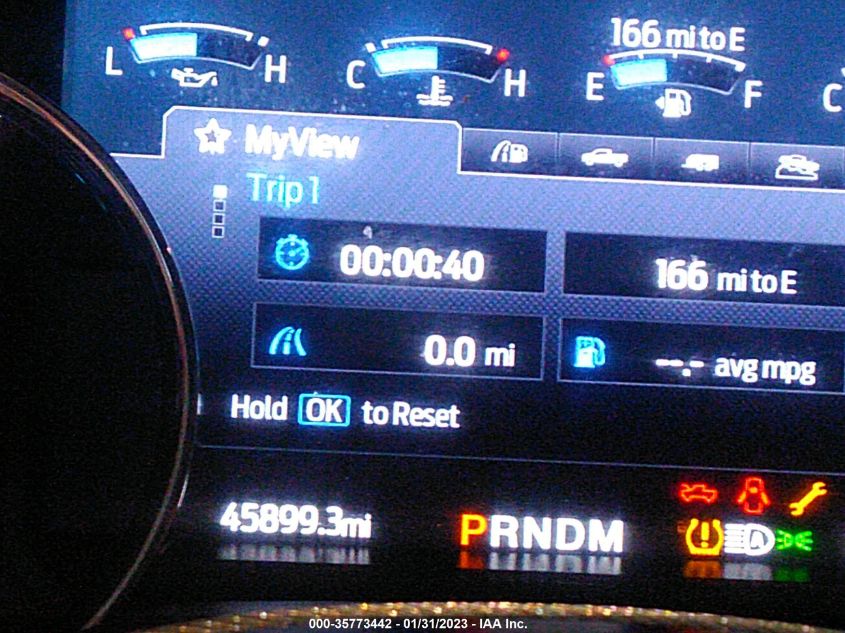 166 mi to E
L H
C H
E F
C
MyView
Trip 1
00:00:40
166 mi to E
0.0 mi
--.- avg mpg
Hold OK to Reset
45899.3mi
PRNDM
A
000-35773442 - 01/31/2023 - IAA Inc.